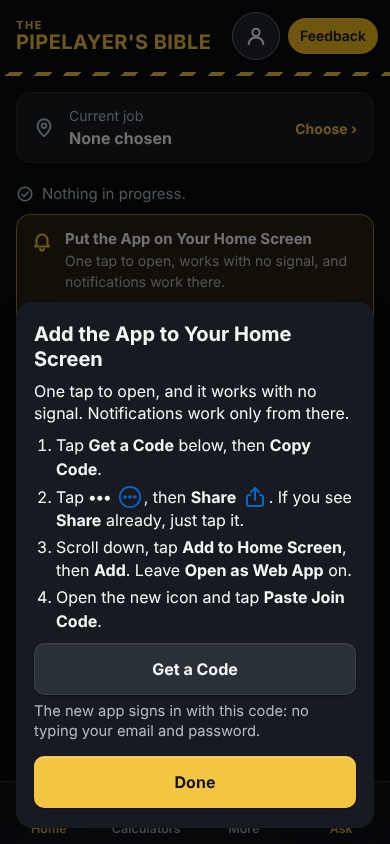 THE
PIPELAYER'S BIBLE
Feedback
Current job
None chosen
Choose ›
Nothing in progress.
Put the App on Your Home Screen
One tap to open, works with no signal, and
notifications work there.
Add the App to Your Home
Screen
One tap to open, and it works with no
signal. Notifications work only from there.
1. Tap Get a Code below, then Copy
Code.
2. Tap ••• , then Share . If you see
Share already, just tap it.
3. Scroll down, tap Add to Home Screen,
then Add. Leave Open as Web App on.
4. Open the new icon and tap Paste Join
Code.
Get a Code
The new app signs in with this code: no
typing your email and password.
Done
Home Calculators More Ask